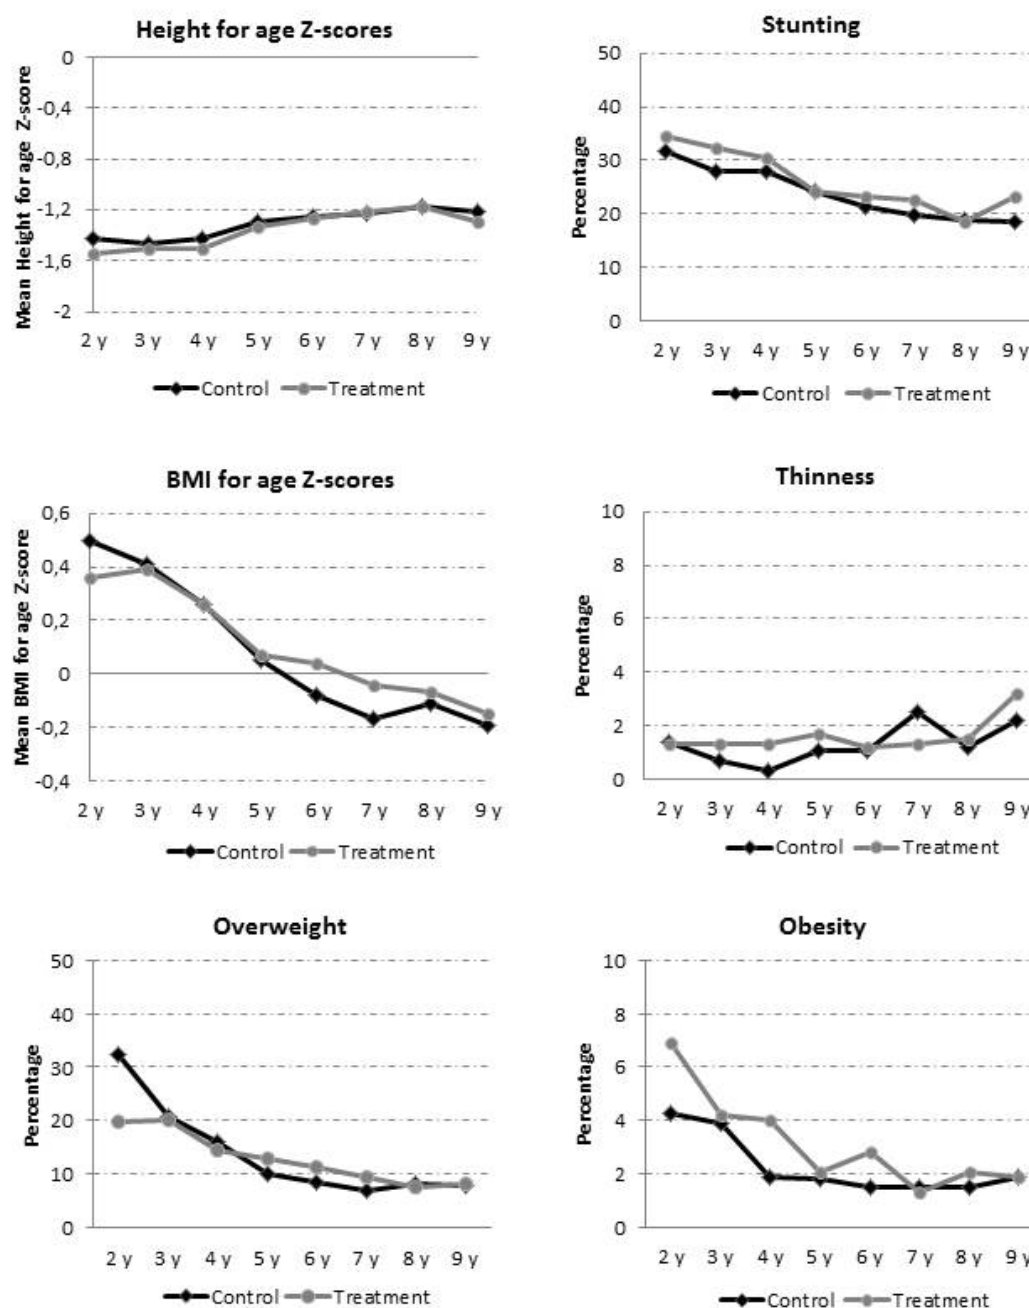 Height for age Z-scores
Mean Height for age Z-score
0
-0,4
-0,8
-1,2
-1,6
-2
2 y 3 y 4 y 5 y 6 y 7 y 8 y 9 y
Control Treatment
Stunting
Percentage
50
40
30
20
10
0
2 y 3 y 4 y 5 y 6 y 7 y 8 y 9 y
Control Treatment
BMI for age Z-scores
Mean BMI for age Z-score
0,6
0,4
0,2
0
-0,2
-0,4
2 y 3 y 4 y 5 y 6 y 7 y 8 y 9 y
Control Treatment
Thinness
Percentage
10
8
6
4
2
0
2 y 3 y 4 y 5 y 6 y 7 y 8 y 9 y
Control Treatment
Overweight
Percentage
50
40
30
20
10
0
2 y 3 y 4 y 5 y 6 y 7 y 8 y 9 y
Control Treatment
Obesity
Percentage
10
8
6
4
2
0
2 y 3 y 4 y 5 y 6 y 7 y 8 y 9 y
Control Treatment